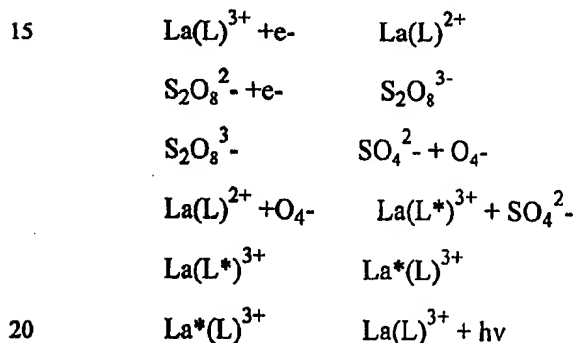 15 La(L)³⁺ +e- La(L)²⁺
S₂O₈²- +e- S₂O₈³⁻
S₂O₈³- SO₄²- + O₄-
La(L)²⁺ +O₄- La(L*)³⁺ + SO₄²-
La(L*)³⁺ La*(L)³⁺
20 La*(L)³⁺ La(L)³⁺ + hv